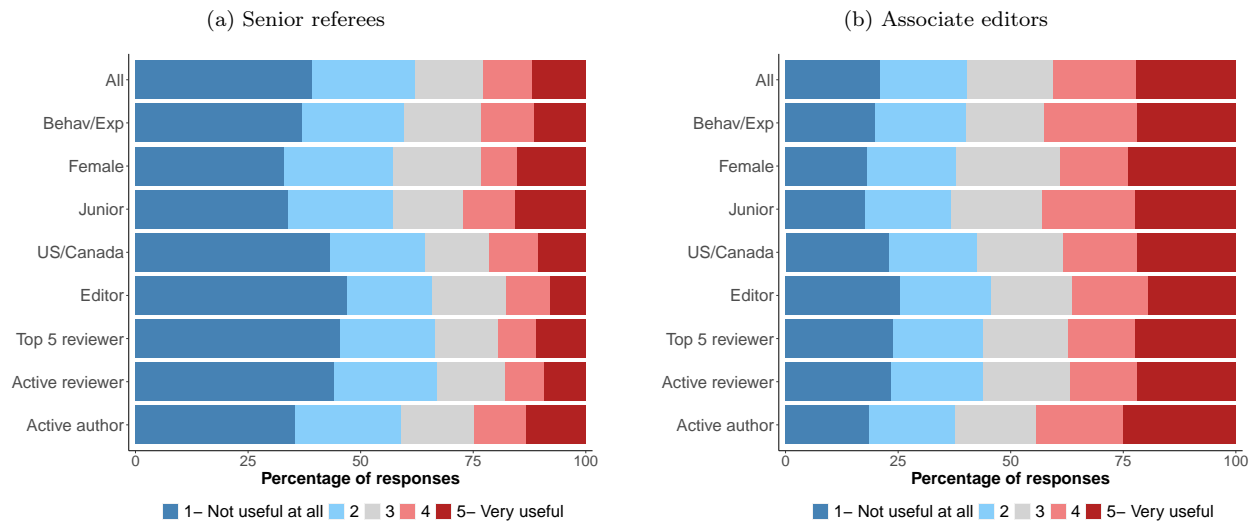 (a) Senior referees
All
Behav/Exp
Female
Junior
US/Canada
Editor
Top 5 reviewer
Active reviewer
Active author
0 25 50 75 100
Percentage of responses
1– Not useful at all 2 3 4 5– Very useful
(b) Associate editors
All
Behav/Exp
Female
Junior
US/Canada
Editor
Top 5 reviewer
Active reviewer
Active author
0 25 50 75 100
Percentage of responses
1– Not useful at all 2 3 4 5– Very useful